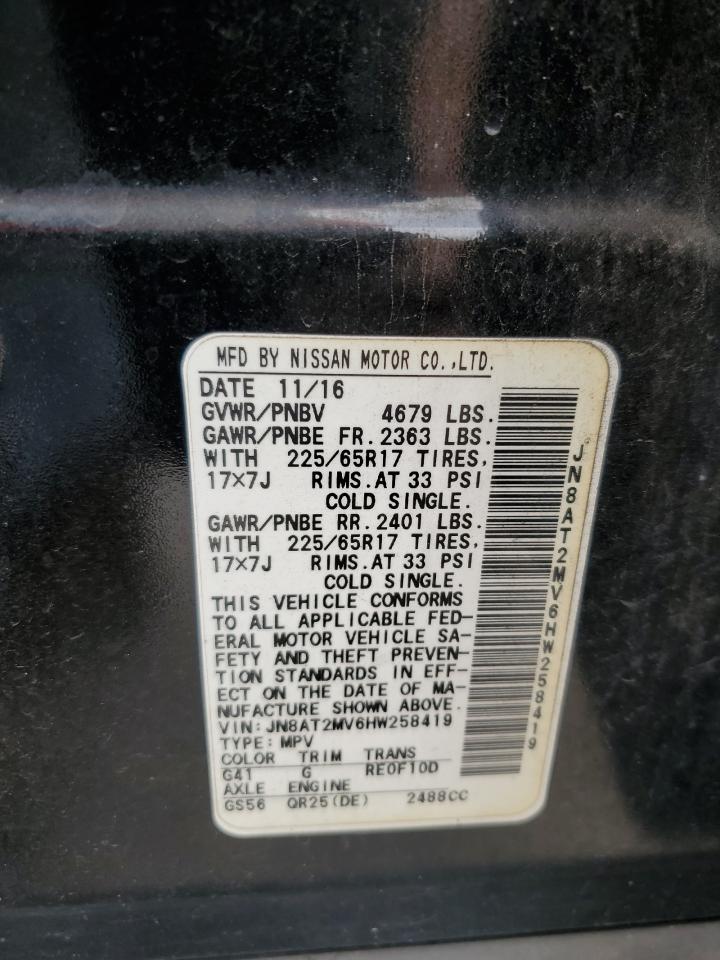 MFD BY NISSAN MOTOR CO.,LTD.
DATE 11/16
GVWR/PNBV 4679 LBS.
GAWR/PNBE FR. 2363 LBS.
WITH 225/65R17 TIRES,
17×7J RIMS.AT 33 PSI
COLD SINGLE.
GAWR/PNBE RR. 2401 LBS.
WITH 225/65R17 TIRES,
17×7J RIMS.AT 33 PSI
COLD SINGLE.
THIS VEHICLE CONFORMS
TO ALL APPLICABLE FED-
ERAL MOTOR VEHICLE SA-
FETY AND THEFT PREVEN-
TION STANDARDS IN EFF-
ECT ON THE DATE OF MA-
NUFACTURE SHOWN ABOVE.
VIN:JN8AT2MV6HW258419
TYPE:MPV
COLOR TRIM TRANS
G41 G RE0F10D
AXLE ENGINE
GS56 QR25(DE) 2488CC
JN8AT2MV6HW258419